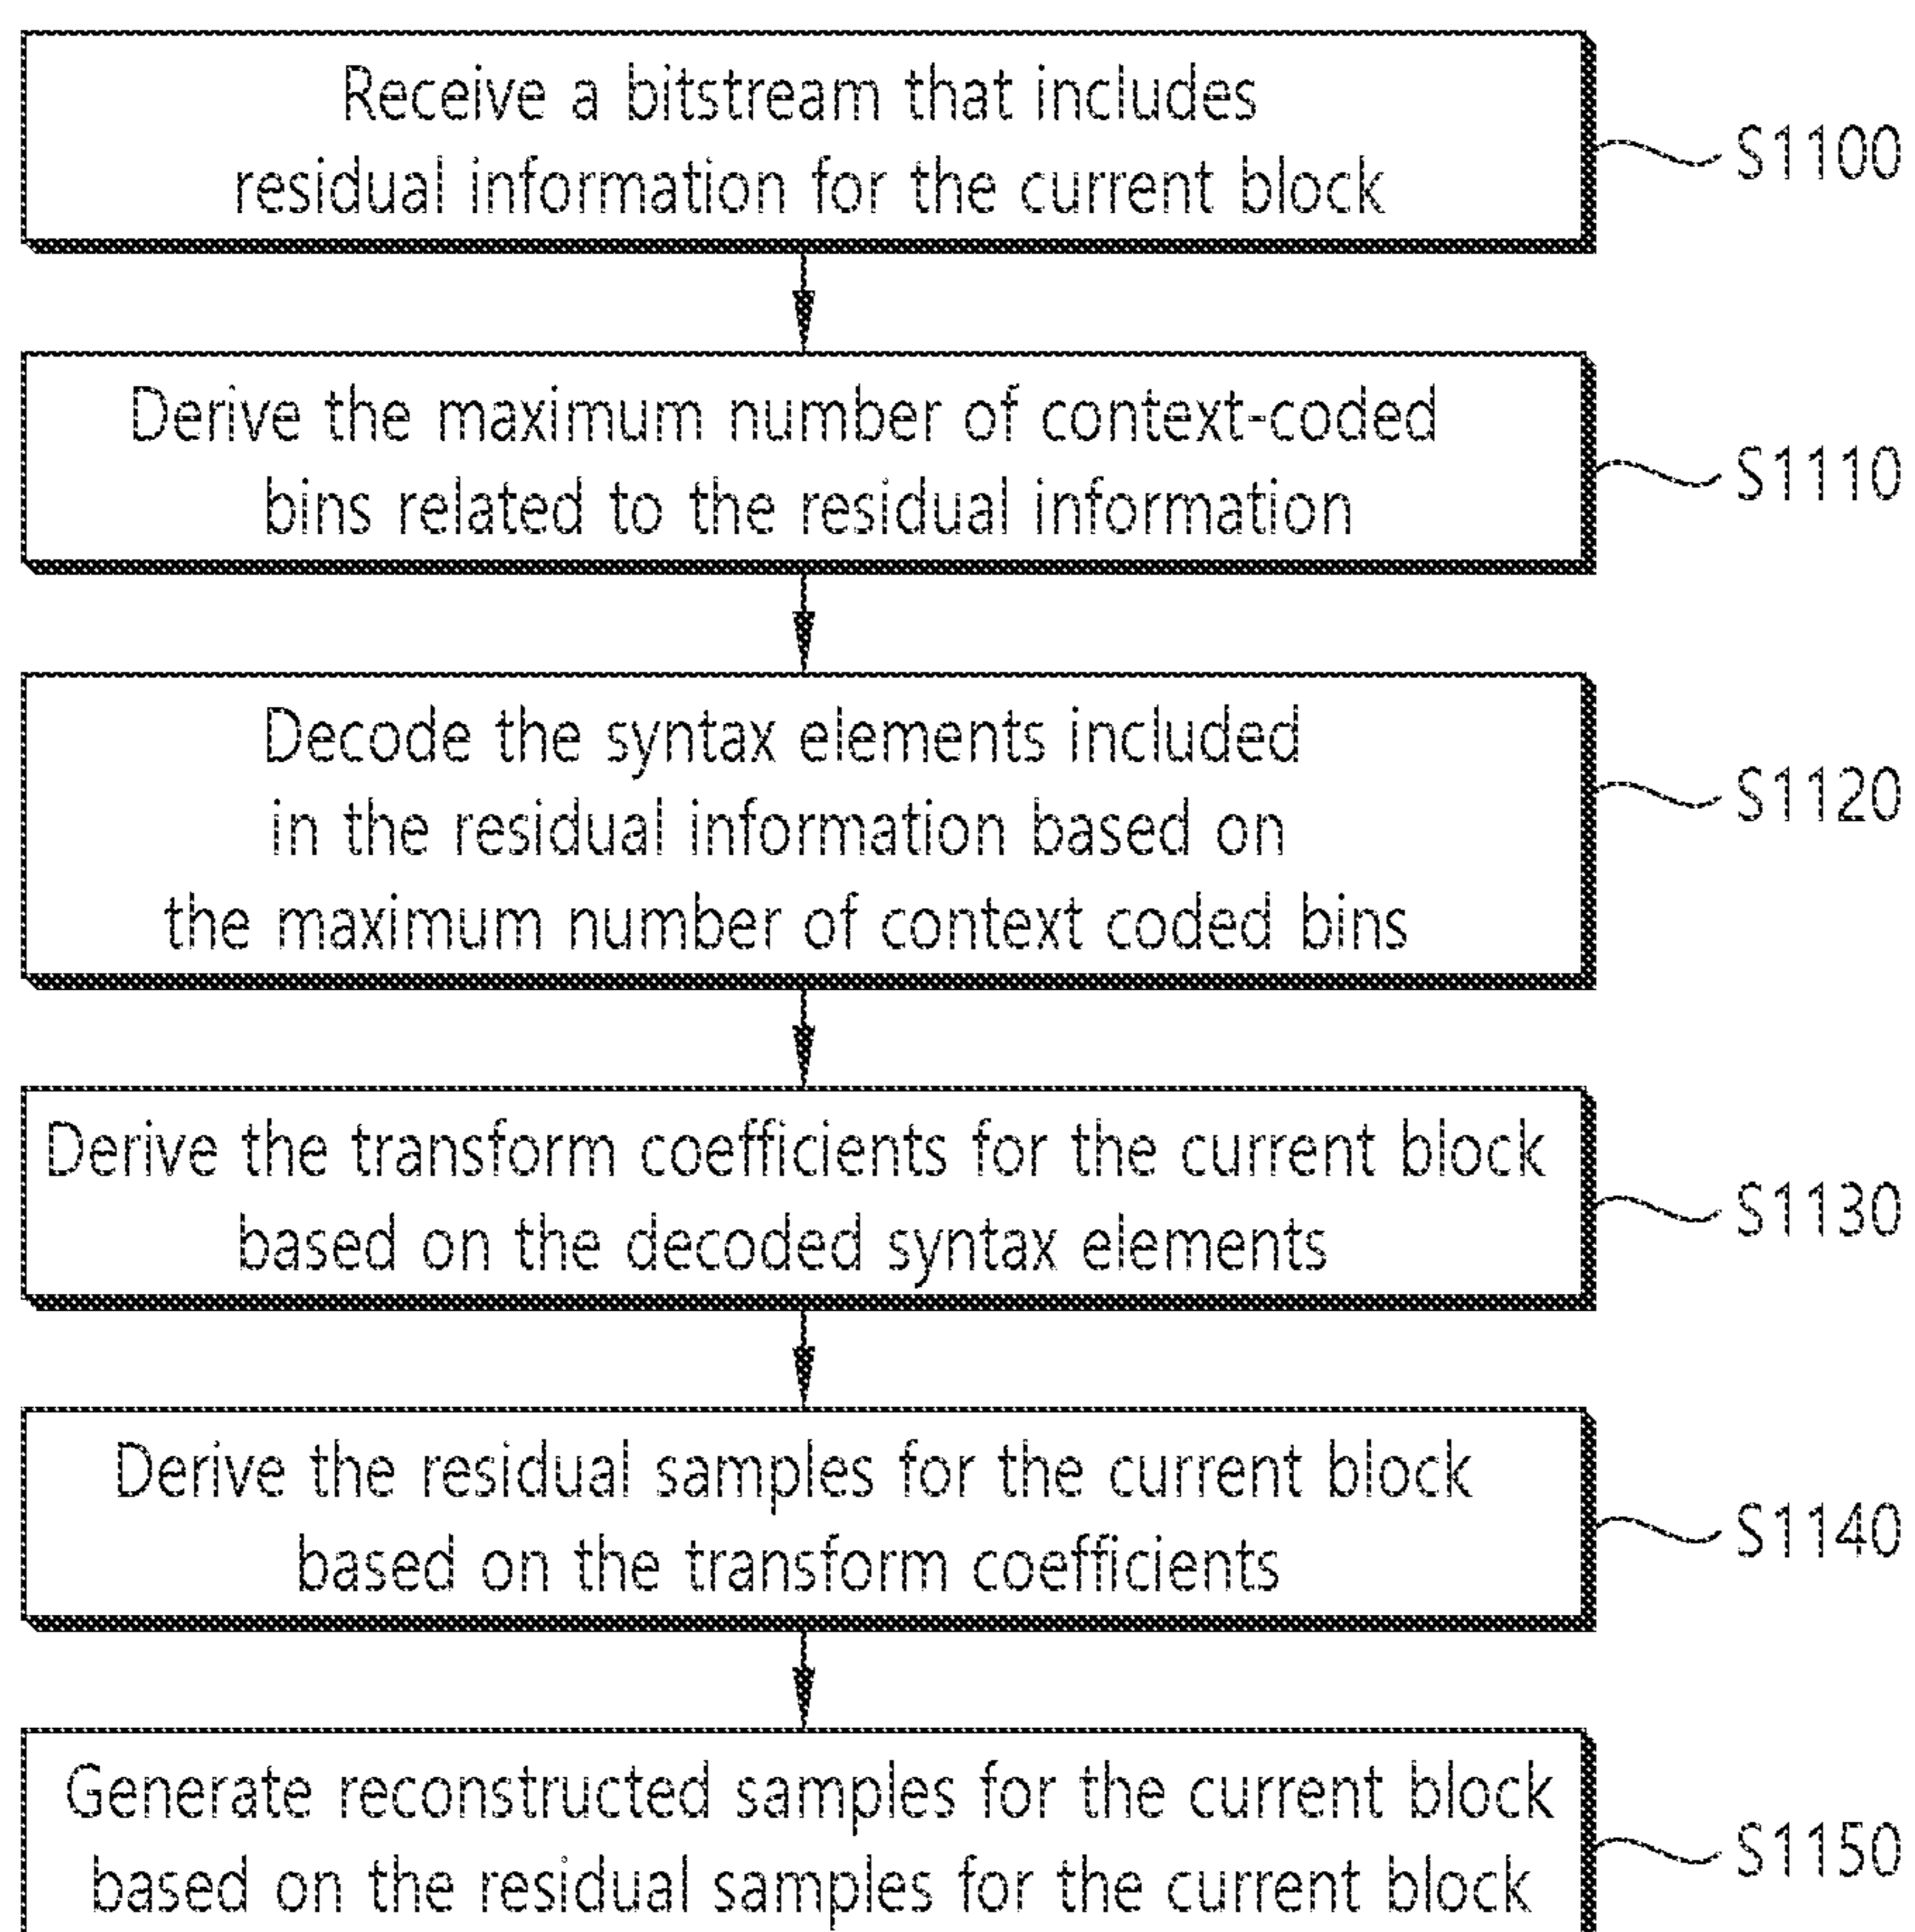 Receive a bitstream that includes
residual information for the current block
S1100
Derive the maximum number of context-coded
bins related to the residual information
S1110
Decode the syntax elements included
in the residual information based on
the maximum number of context coded bins
S1120
Derive the transform coefficients for the current block
based on the decoded syntax elements
S1130
Derive the residual samples for the current block
based on the transform coefficients
S1140
Generate reconstructed samples for the current block
based on the residual samples for the current block
S1150